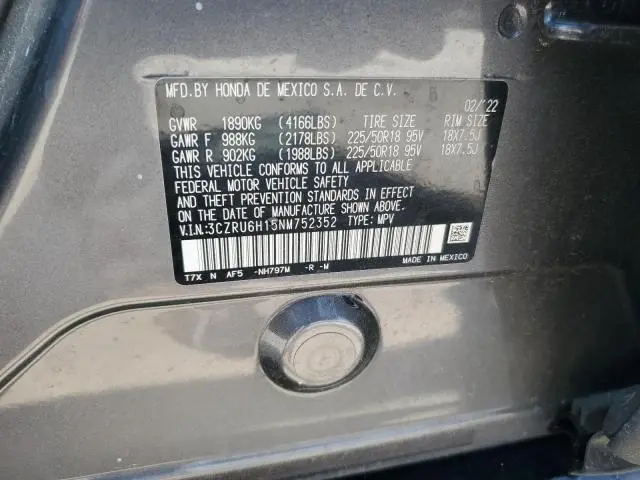 MFD.BY HONDA DE MEXICO S.A. DE C.V.
02/'22
GVWR 1890KG (4166LBS) TIRE SIZE RIM SIZE
GAWR F 988KG (2178LBS) 225/50R18 95V 18X7.5J
GAWR R 902KG (1988LBS) 225/50R18 95V 18X7.5J
THIS VEHICLE CONFORMS TO ALL APPLICABLE
FEDERAL MOTOR VEHICLE SAFETY
AND THEFT PREVENTION STANDARDS IN EFFECT
ON THE DATE OF MANUFACTURE SHOWN ABOVE.
V.I.N:3CZRU6H15NM752352 TYPE: MPV
T7X N AF5 -NH797M -R -M MADE IN MEXICO